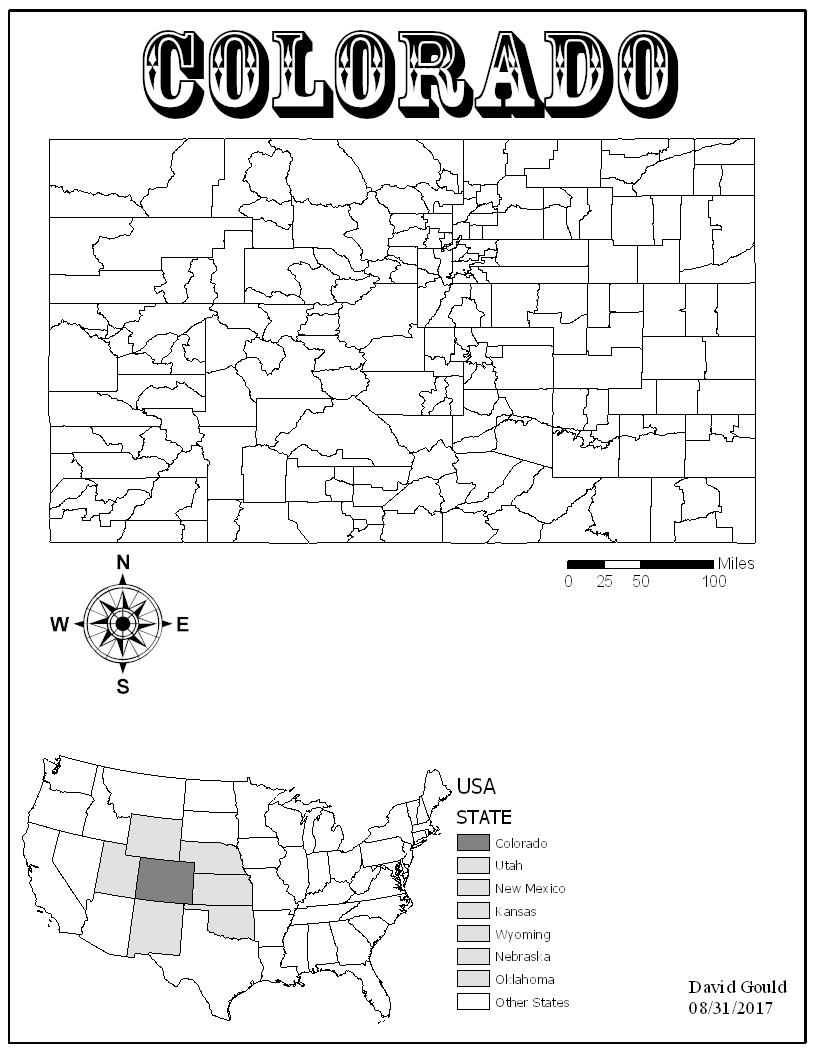 COLORADO
Miles
0 25 50 100
N
W E
S
USA
STATE
Colorado
Utah
New Mexico
Kansas
Wyoming
Nebraska
Oklahoma
Other States
David Gould
08/31/2017